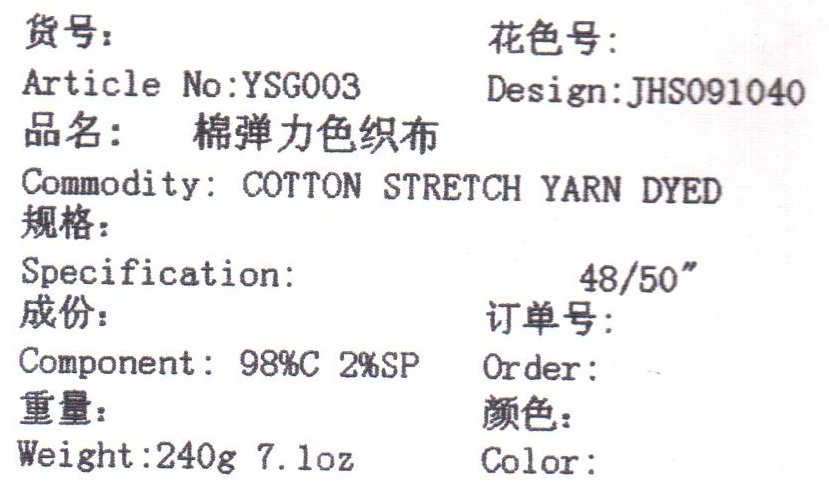 货号: 花色号:
Article No:YSG003 Design:JHS091040
品名: 棉弹力色织布
Commodity: COTTON STRETCH YARN DYED
规格:
Specification: 48/50″
成份: 订单号:
Component: 98%C 2%SP Order:
重量: 颜色:
Weight:240g 7.1oz Color: